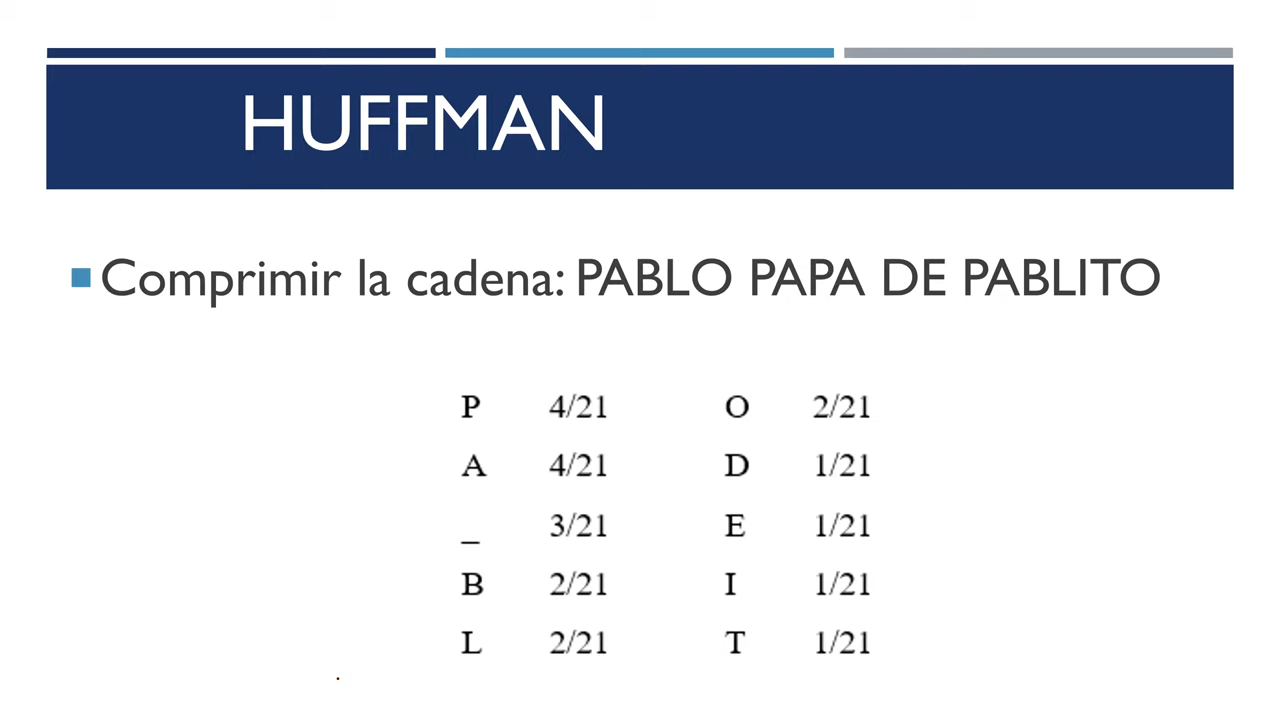 HUFFMAN
Comprimir la cadena: PABLO PAPA DE PABLITO
P 4/21 O 2/21
A 4/21 D 1/21
_ 3/21 E 1/21
B 2/21 I 1/21
L 2/21 T 1/21